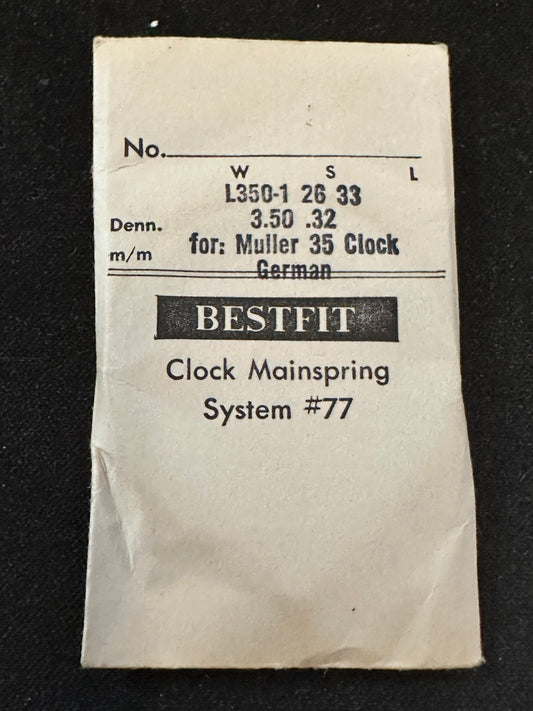 No.
W S L
L350-1 26 33
Denn. 3.50 .32
m/m for: Muller 35 Clock
German
BESTFIT
Clock Mainspring
System #77